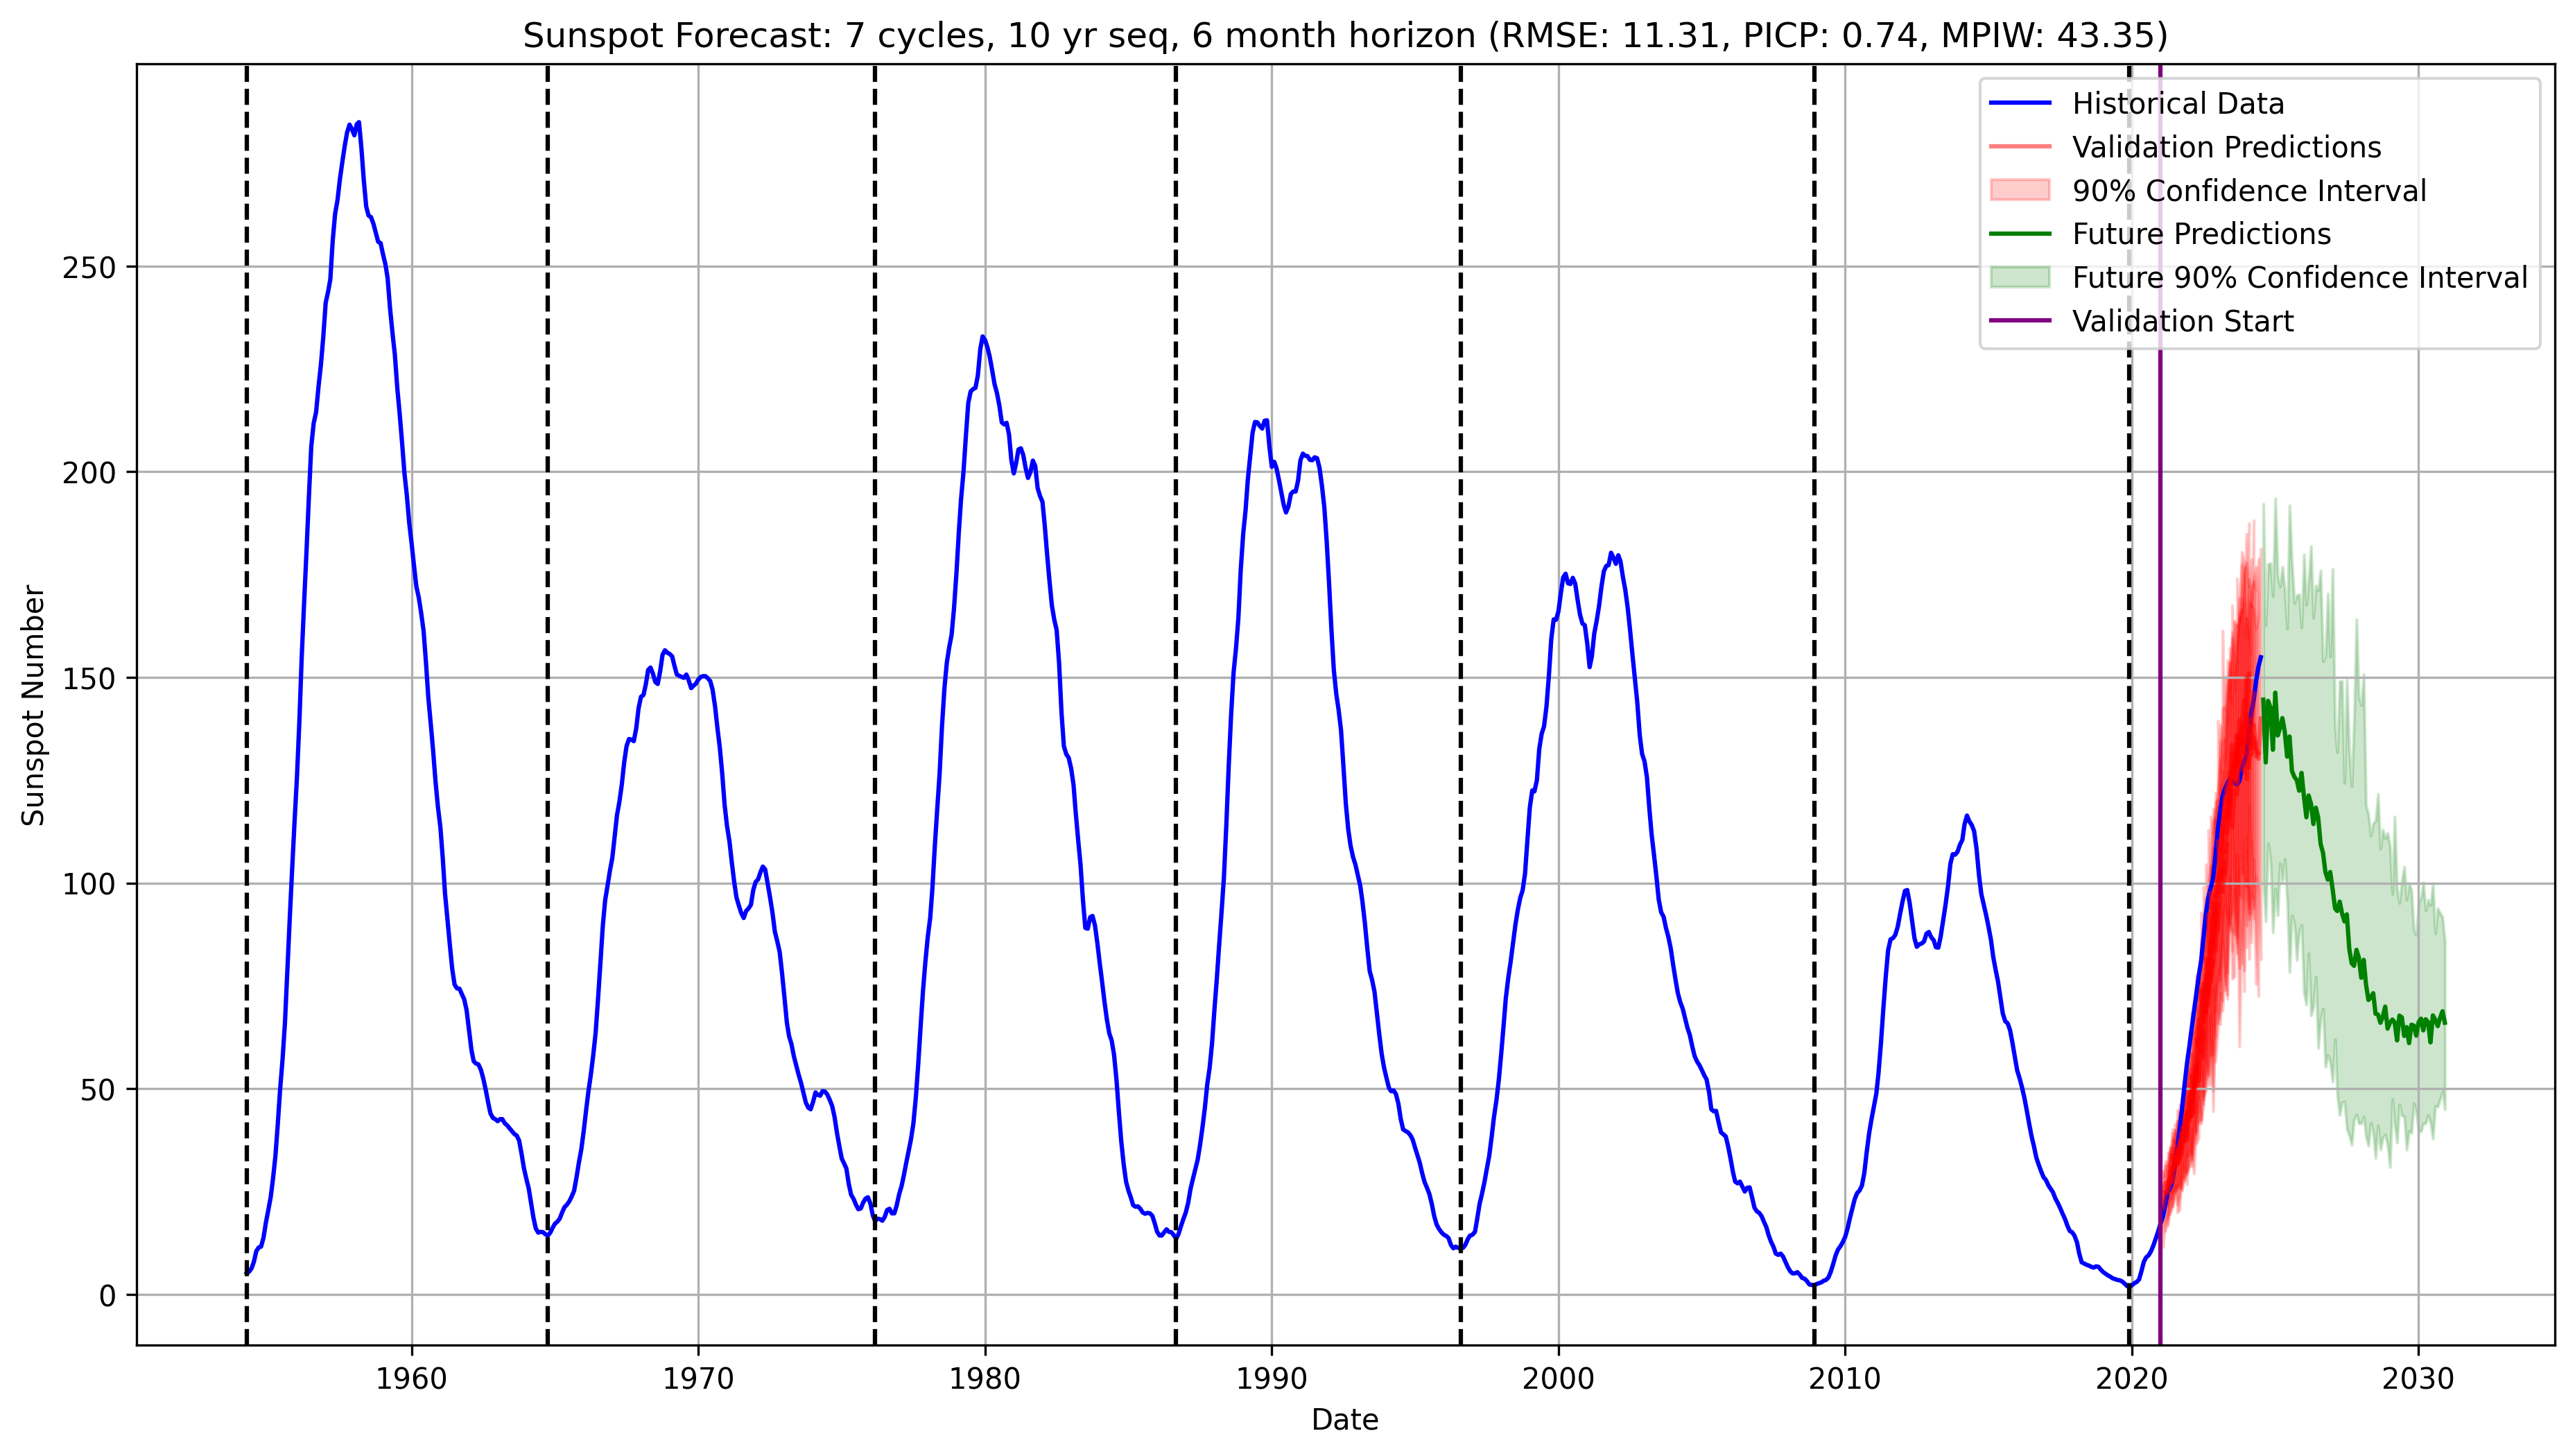 Sunspot Forecast: 7 cycles, 10 yr seq, 6 month horizon (RMSE: 11.31, PICP: 0.74, MPIW: 43.35)
Historical Data
Validation Predictions
90% Confidence Interval
Future Predictions
Future 90% Confidence Interval
Validation Start
Sunspot Number
250
200
150
100
50
0
1960 1970 1980 1990 2000 2010 2020 2030
Date